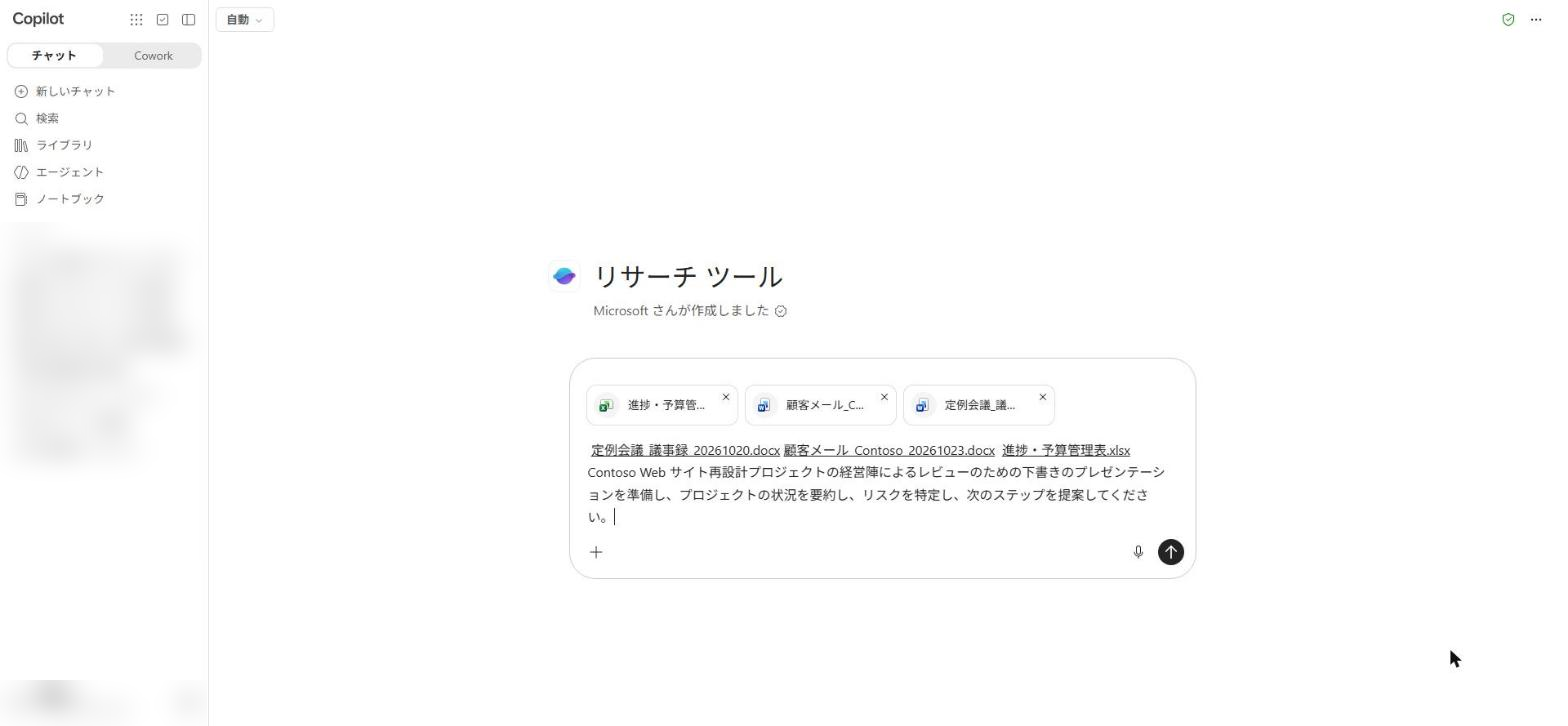 Copilot
自動
チャット
Cowork
新しいチャット
検索
ライブラリ
エージェント
ノートブック
リサーチ ツール
Microsoft さんが作成しました
進捗・予算管...
顧客メール_C...
定例会議_議...
定例会議_議事録_20261020.docx 顧客メール_Contoso_20261023.docx 進捗・予算管理表.xlsx
Contoso Web サイト再設計プロジェクトの経営陣によるレビューのための下書きのプレゼンテーシ
ョンを準備し、プロジェクトの状況を要約し、リスクを特定し、次のステップを提案してくださ
い。